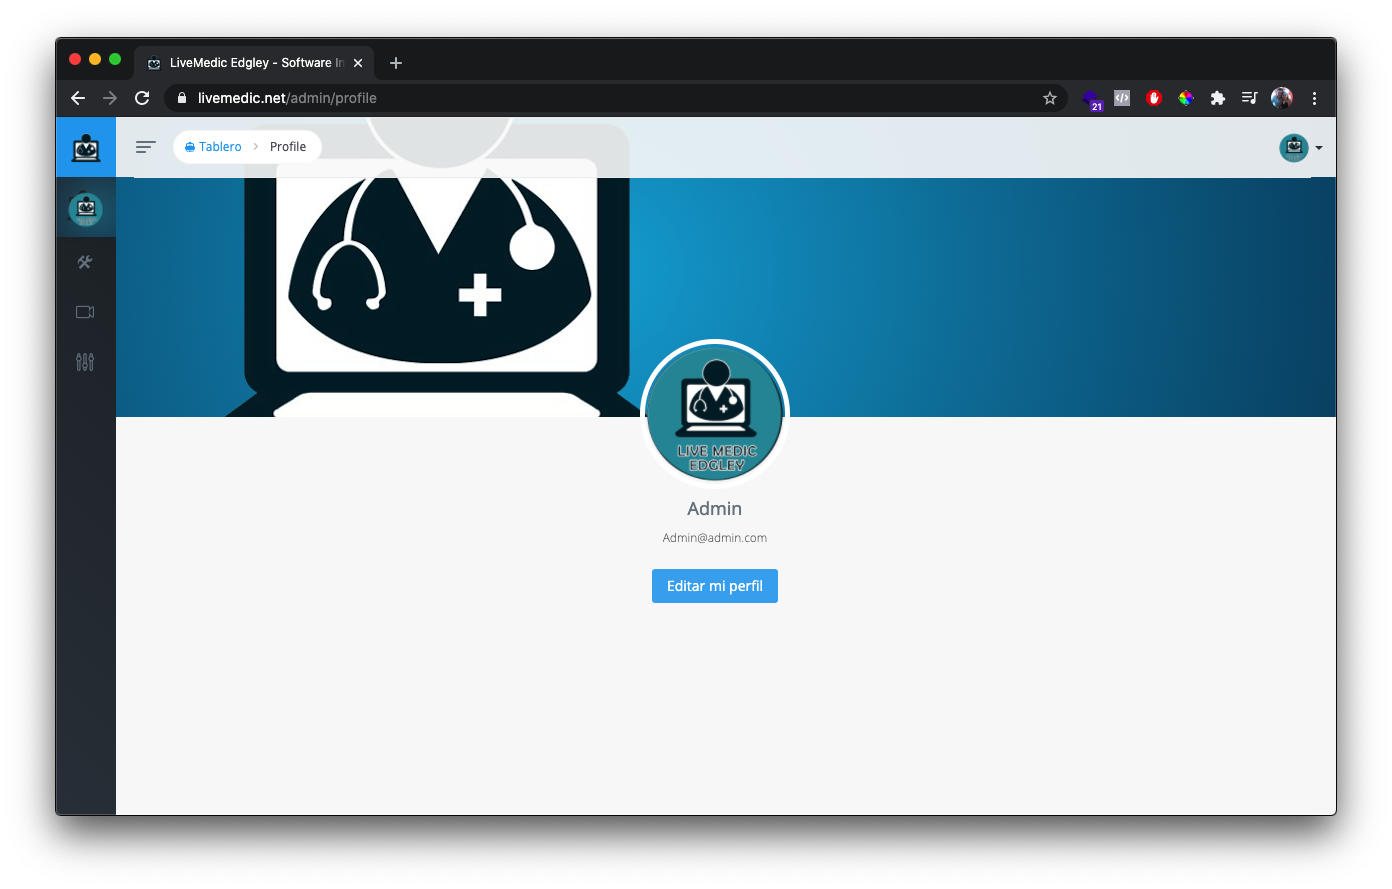 LiveMedic Edgley - Software In
livemedic.net/admin/profile
21
Tablero > Profile
LIVE MEDIC
EDGLEY
Admin
Admin@admin.com
Editar mi perfil